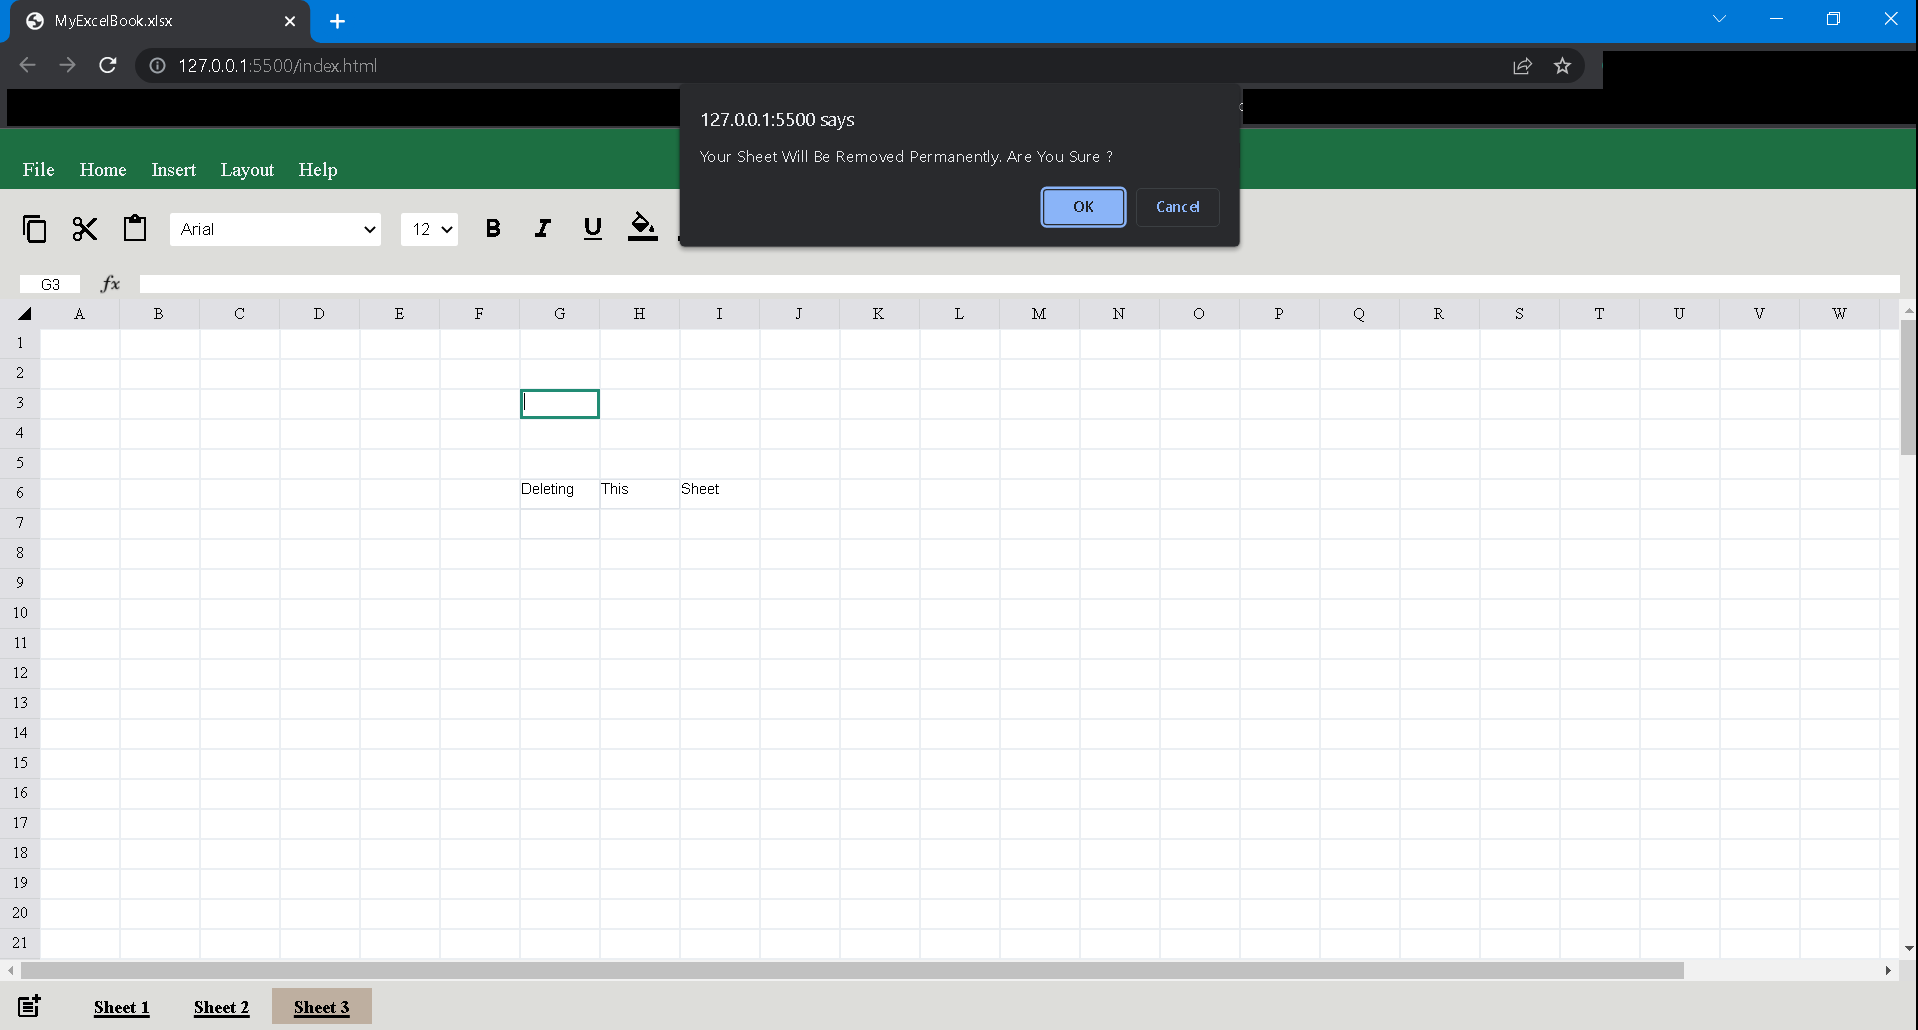 MyExcelBook.xlsx
127.0.0.1:5500/index.html
127.0.0.1:5500 says
Your Sheet Will Be Removed Permanently. Are You Sure ?
OK Cancel
File Home Insert Layout Help
Arial 12 B I U
G3 fx
A B C D E F G H I J K L M N O P Q R S T U V W
1
2
3
4
5
6 Deleting This Sheet
7
8
9
10
11
12
13
14
15
16
17
18
19
20
21
Sheet 1 Sheet 2 Sheet 3